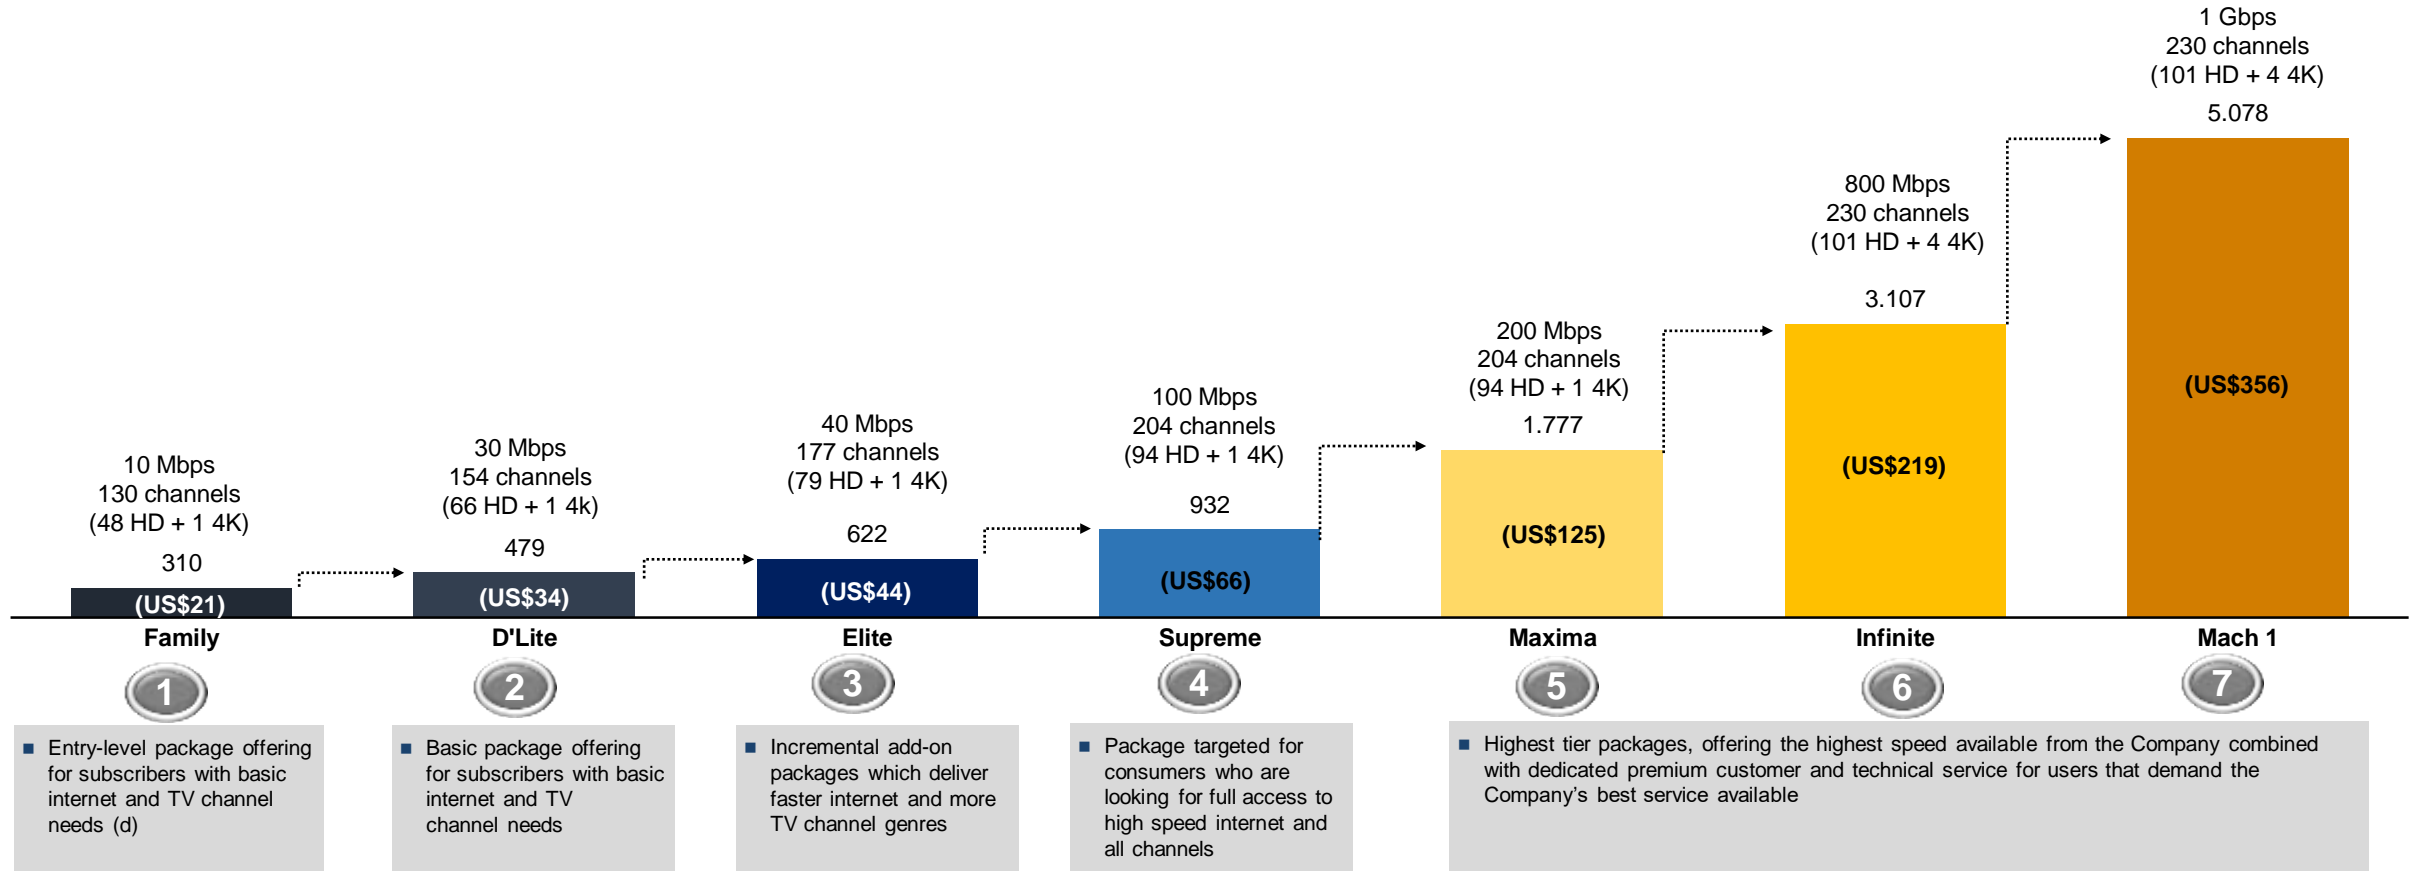 10 Mbps
130 channels
(48 HD + 1 4K)
310
(US$21)
Family
1
Entry-level package offering
for subscribers with basic
internet and TV channel
needs (d)
30 Mbps
154 channels
(66 HD + 1 4k)
479
(US$34)
D'Lite
2
Basic package offering
for subscribers with basic
internet and TV
channel needs
40 Mbps
177 channels
(79 HD + 1 4K)
622
(US$44)
Elite
3
Incremental add-on
packages which deliver
faster internet and more
TV channel genres
100 Mbps
204 channels
(94 HD + 1 4K)
932
(US$66)
Supreme
4
Package targeted for
consumers who are
looking for full access to
high speed internet and
all channels
200 Mbps
204 channels
(94 HD + 1 4K)
1.777
(US$125)
Maxima
5
800 Mbps
230 channels
(101 HD + 4 4K)
3.107
(US$219)
Infinite
6
1 Gbps
230 channels
(101 HD + 4 4K)
5.078
(US$356)
Mach 1
7
Highest tier packages, offering the highest speed available from the Company combined
with dedicated premium customer and technical service for users that demand the
Company’s best service available